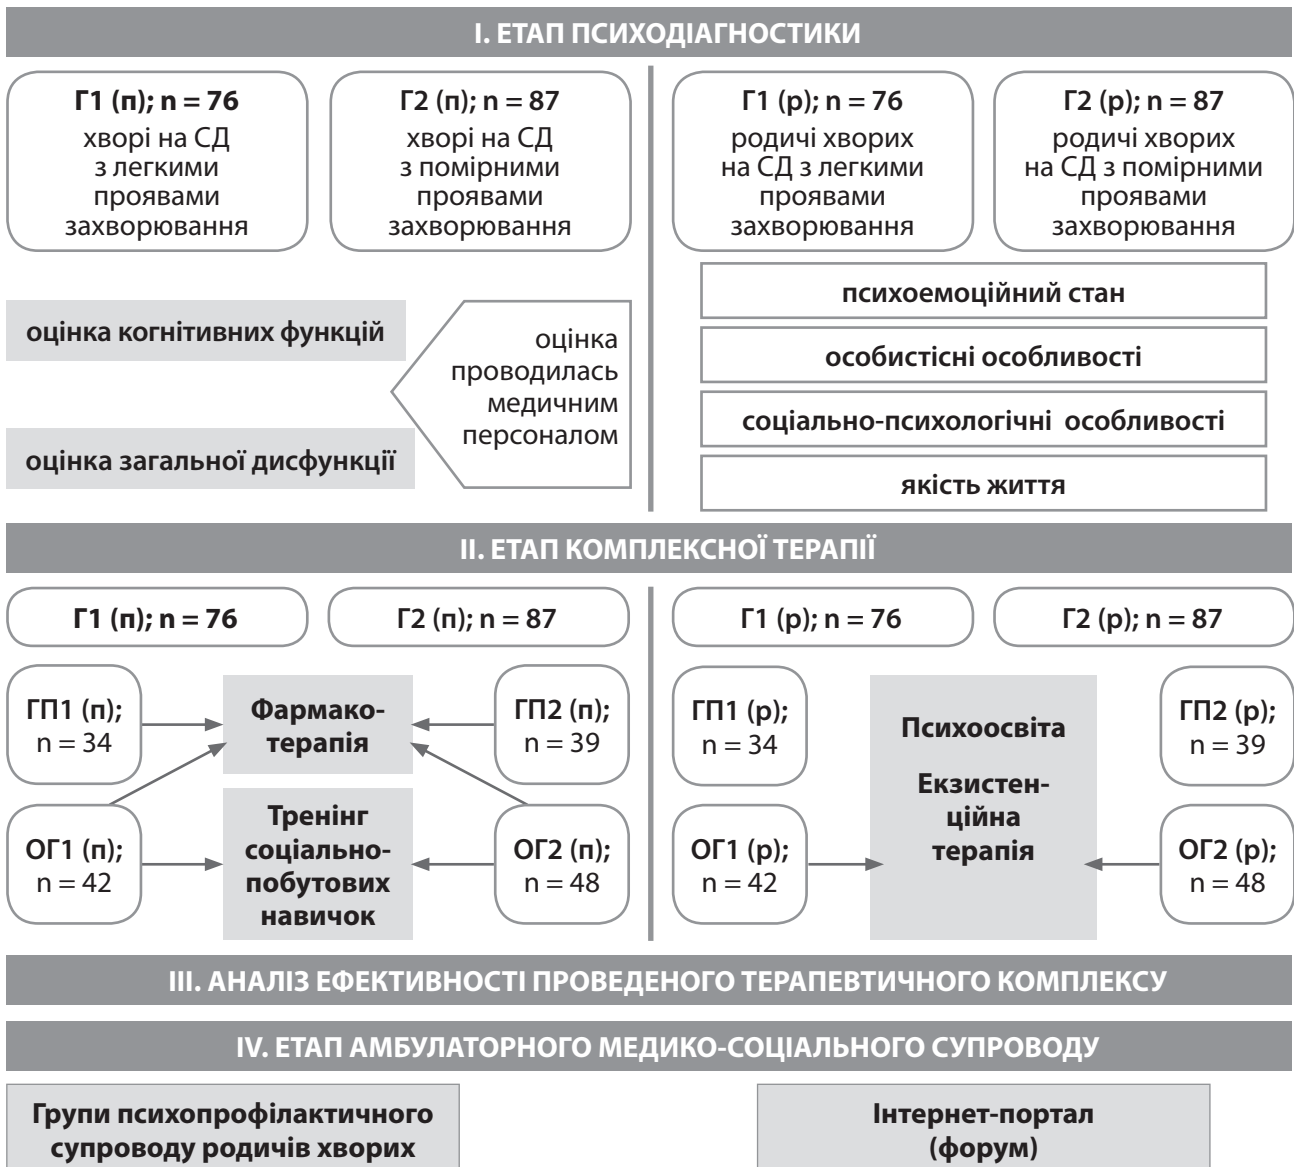 І. ЕТАП ПСИХОДІАГНОСТИКИ
Г1 (п); n = 76
хворі на СД
з легкими
проявами
захворювання
Г2 (п); n = 87
хворі на СД
з помірними
проявами
захворювання
Г1 (р); n = 76
родичі хворих
на СД з легкими
проявами
захворювання
Г2 (р); n = 87
родичі хворих
на СД з помірними
проявами
захворювання
оцінка когнітивних функцій
оцінка загальної дисфункції
оцінка
проводилась
медичним
персоналом
психоемоційний стан
особистісні особливості
соціально-психологічні особливості
якість життя
ІІ. ЕТАП КОМПЛЕКСНОЇ ТЕРАПІЇ
Г1 (п); n = 76
Г2 (п); n = 87
Г1 (р); n = 76
Г2 (р); n = 87
ГП1 (п);
n = 34
Фармако-
терапія
ГП2 (п);
n = 39
ОГ1 (п);
n = 42
Тренінг
соціально-
побутових
навичок
ОГ2 (п);
n = 48
ГП1 (р);
n = 34
Психоосвіта
Екзистен-
ційна
терапія
ГП2 (р);
n = 39
ОГ1 (р);
n = 42
ОГ2 (р);
n = 48
ІІІ. АНАЛІЗ ЕФЕКТИВНОСТІ ПРОВЕДЕНОГО ТЕРАПЕВТИЧНОГО КОМПЛЕКСУ
IV. ЕТАП АМБУЛАТОРНОГО МЕДИКО-СОЦІАЛЬНОГО СУПРОВОДУ
Групи психопрофілактичного
супроводу родичів хворих
Інтернет-портал
(форум)